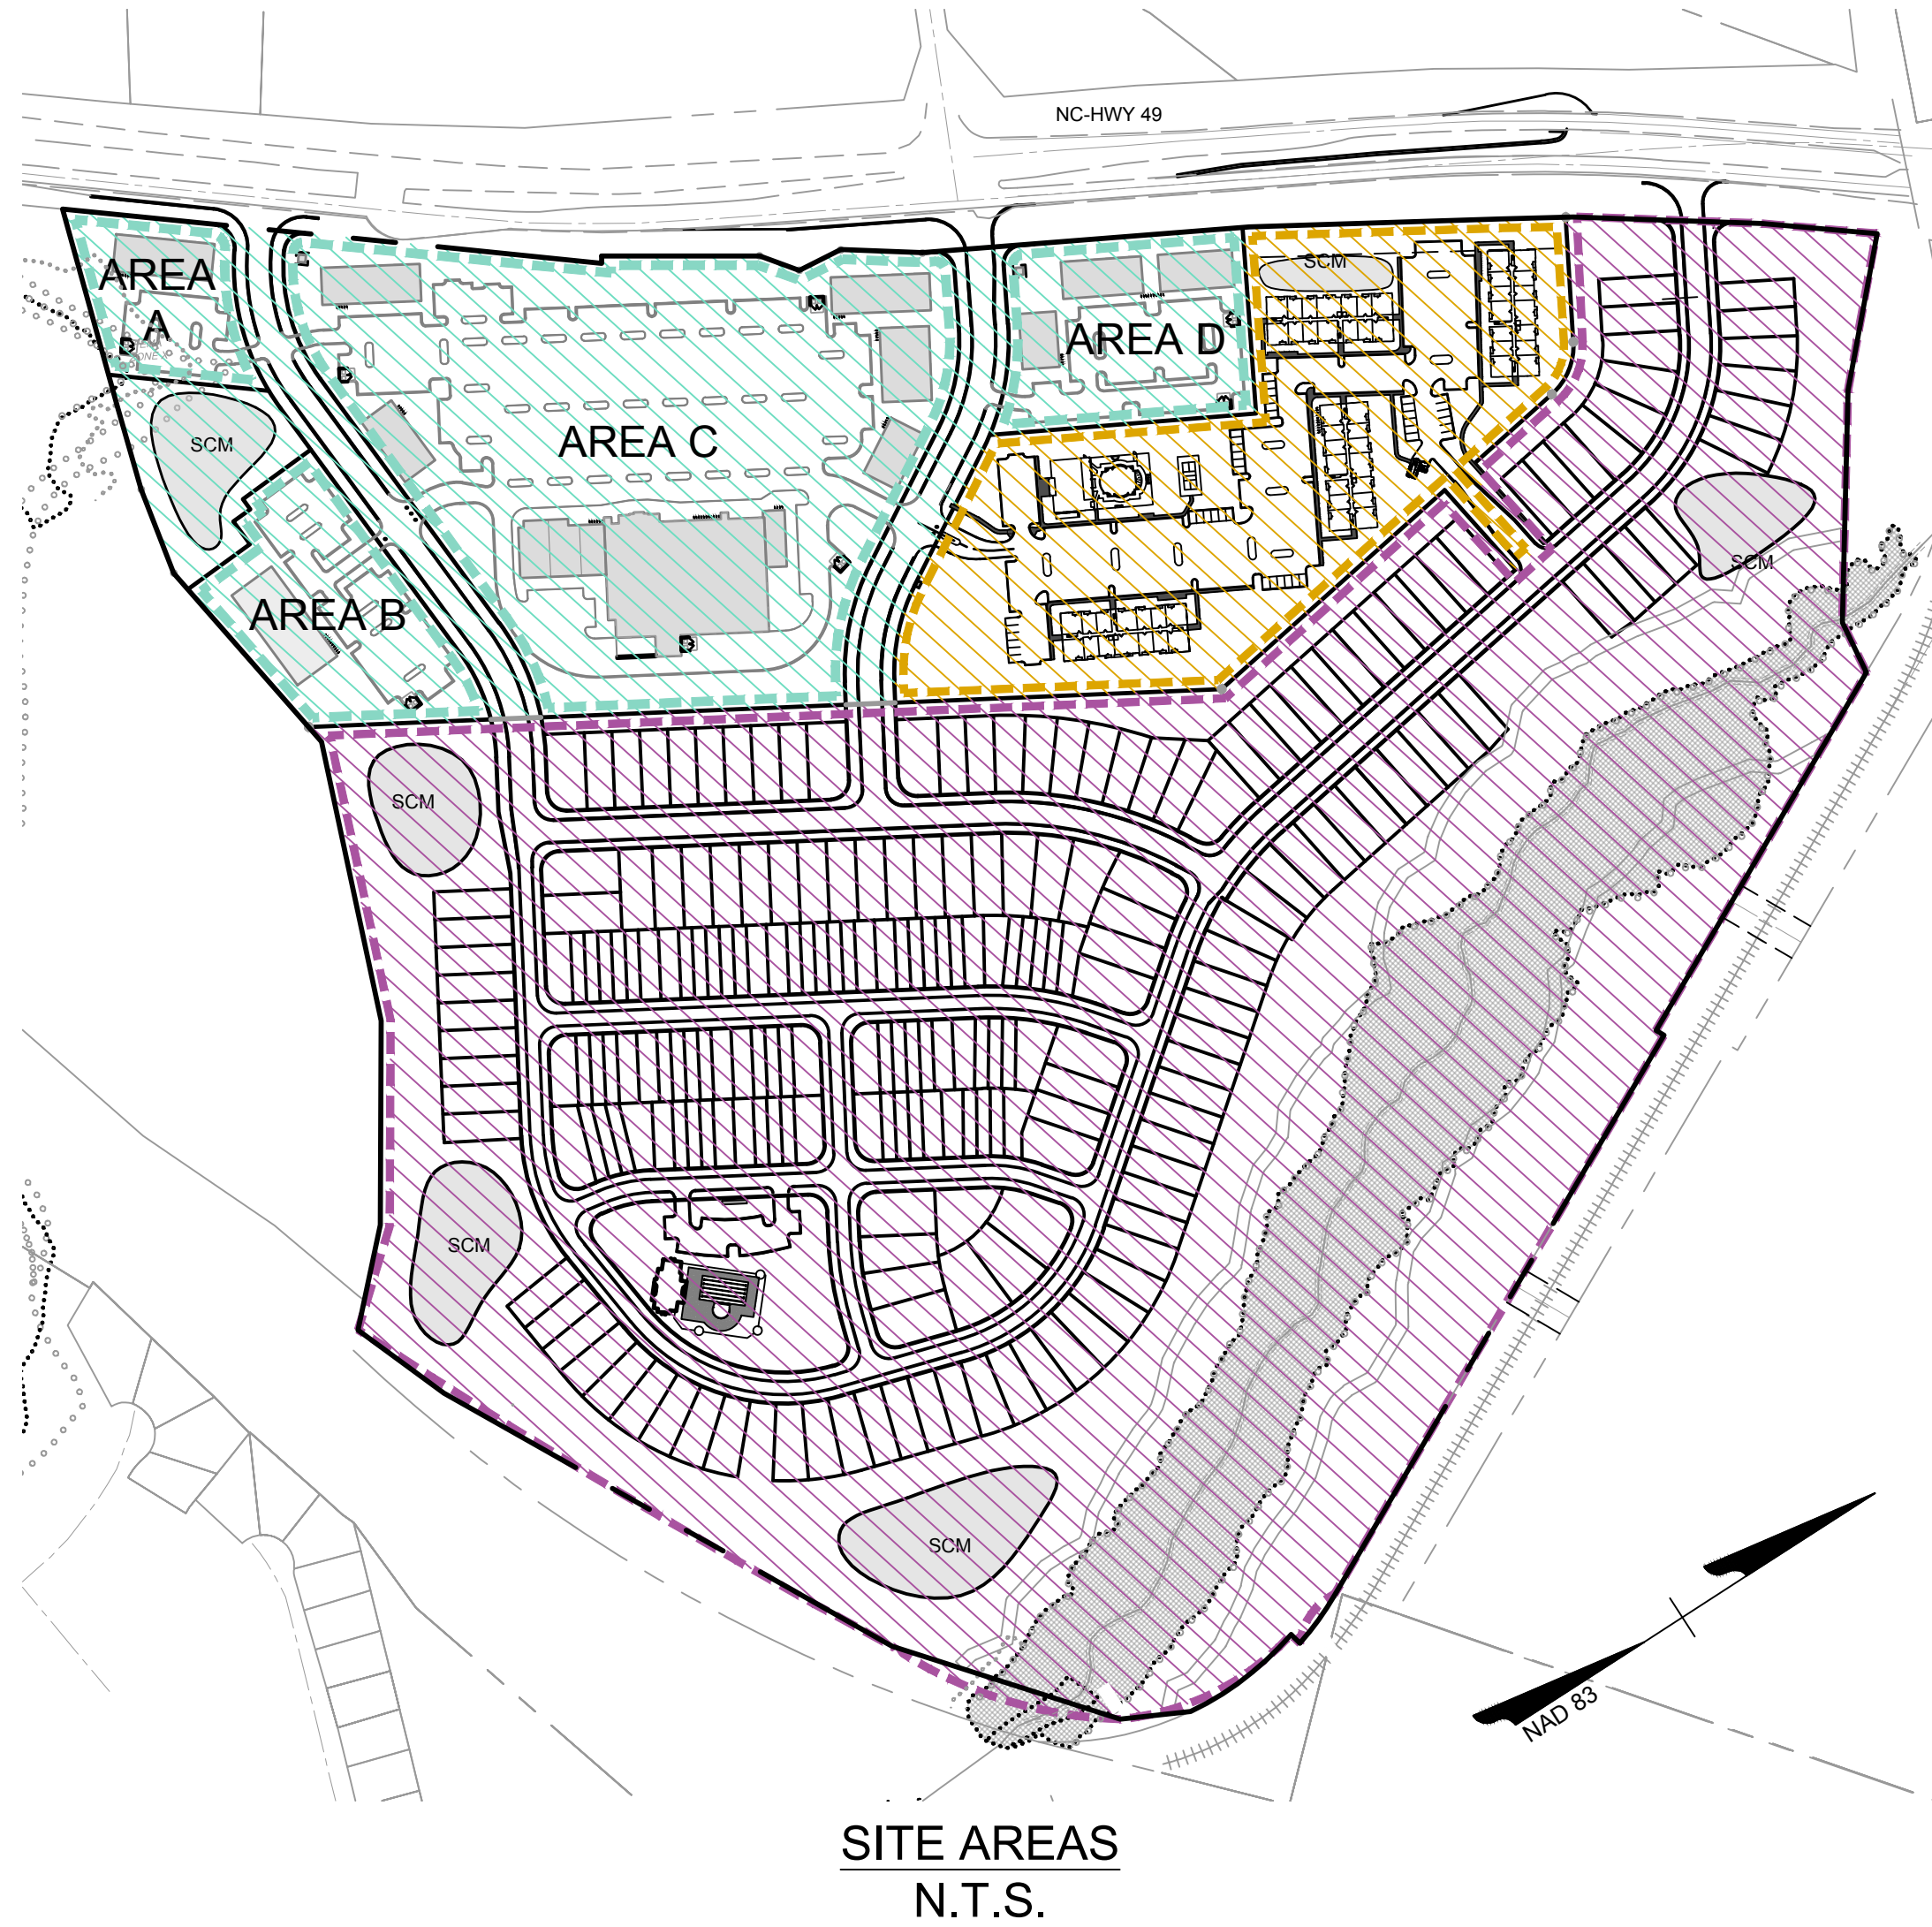 NC-HWY 49
AREA
A
SCM
AREA D
SCM
AREA C
SCM
AREA B
SCM
SCM
SCM
NAD 83
SITE AREAS
N.T.S.